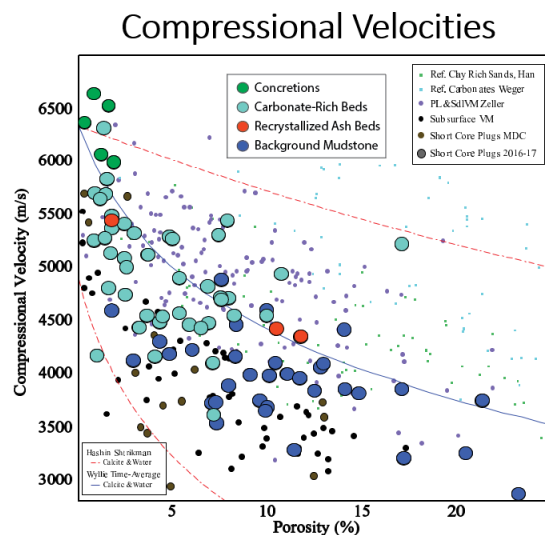 Compressional Velocities
Concretions
Carbonate-Rich Beds
Recrystallized Ash Beds
Background Mudstone
Ref. Clay Rich Sands, Han
Ref. Carbonates Weger
PL&SdlVMZeller
Subsurface VM
Short Core Plugs MDC
Short Core Plugs 2016-17
6500
6000
5500
5000
4500
4000
3500
3000
Compressional Velocity (m/s)
Hashin Shtrikman
Calcite & Water
Wyllie Time-Average
Calcite & Water
5
10
15
20
Porosity (%)